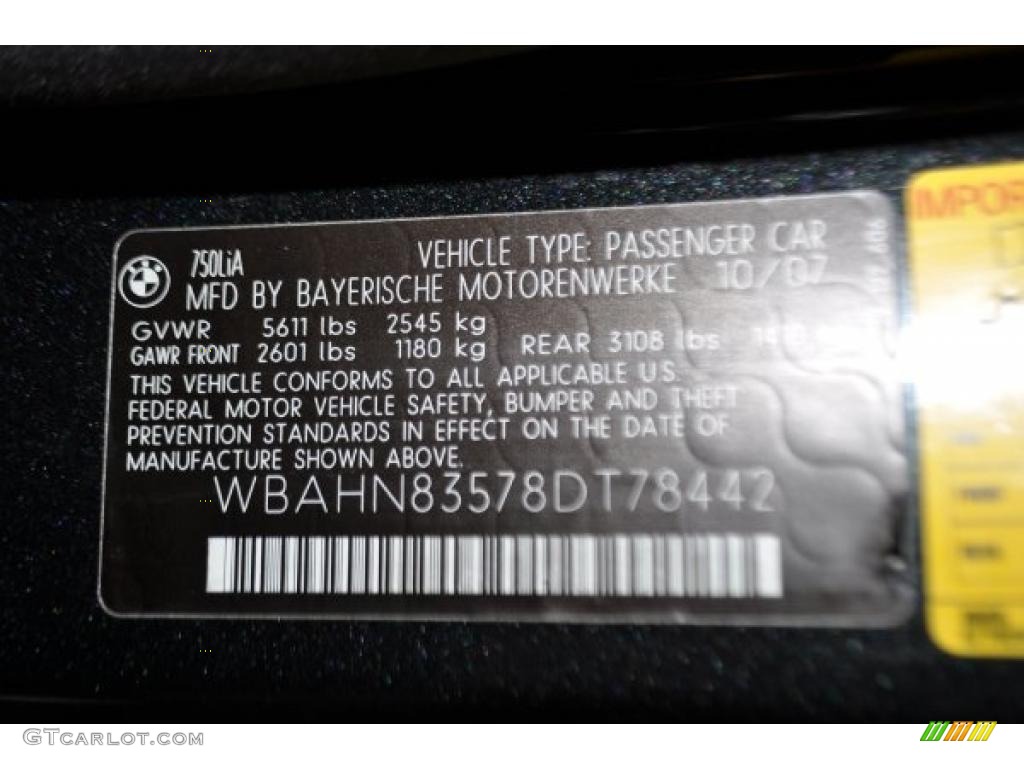 750LiA
VEHICLE TYPE: PASSENGER CAR
MFD BY BAYERISCHE MOTORENWERKE 10/07
GVWR 5611 lbs 2545 kg
GAWR FRONT 2601 lbs 1180 kg REAR 3108 lbs
THIS VEHICLE CONFORMS TO ALL APPLICABLE U.S.
FEDERAL MOTOR VEHICLE SAFETY, BUMPER AND THEFT
PREVENTION STANDARDS IN EFFECT ON THE DATE OF
MANUFACTURE SHOWN ABOVE.
WBAHN83578DT78442
GTCARLOT.COM